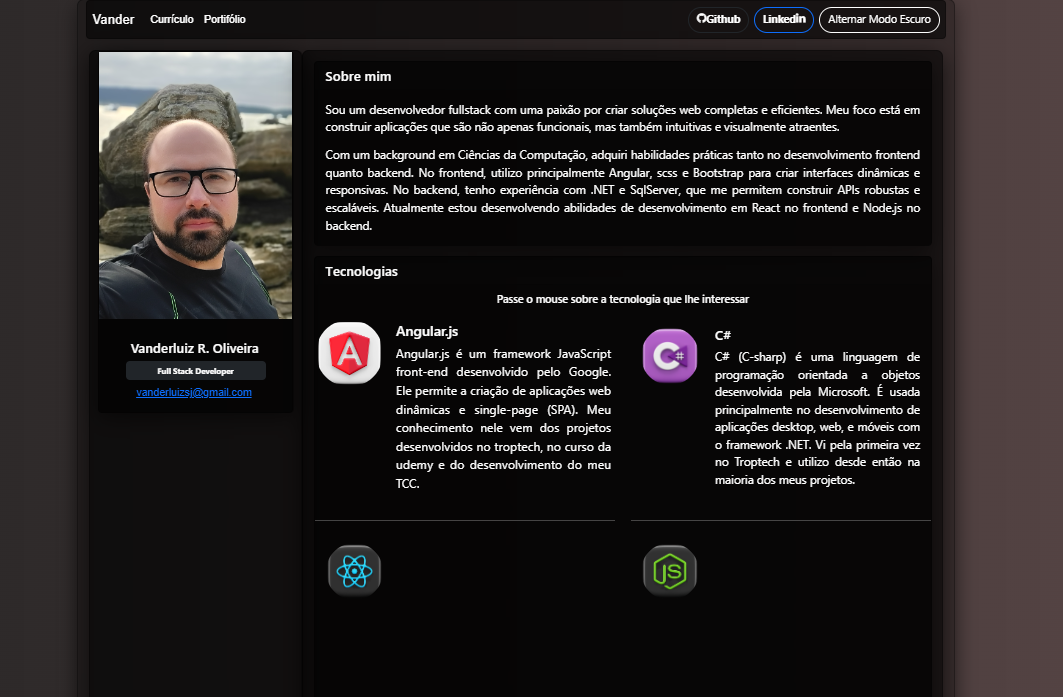 Vander Currículo Portifólio Github Linkedin Alternar Modo Escuro
Vanderluiz R. Oliveira
Full Stack Developer
vanderluizsj@gmail.com
Sobre mim
Sou um desenvolvedor fullstack com uma paixão por criar soluções web completas e eficientes. Meu foco está em
construir aplicações que são não apenas funcionais, mas também intuitivas e visualmente atraentes.
Com um background em Ciências da Computação, adquiri habilidades práticas tanto no desenvolvimento frontend
quanto backend. No frontend, utilizo principalmente Angular, scss e Bootstrap para criar interfaces dinâmicas e
responsivas. No backend, tenho experiência com .NET e SqlServer, que me permitem construir APIs robustas e
escaláveis. Atualmente estou desenvolvendo abilidades de desenvolvimento em React no frontend e Node.js no
backend.
Tecnologias
Passe o mouse sobre a tecnologia que lhe interessar
A
Angular.js
Angular.js é um framework JavaScript
front-end desenvolvido pelo Google.
Ele permite a criação de aplicações web
dinâmicas e single-page (SPA). Meu
conhecimento nele vem dos projetos
desenvolvidos no troptech, no curso da
udemy e do desenvolvimento do meu
TCC.
C#
C#
C# (C-sharp) é uma linguagem de
programação orientada a objetos
desenvolvida pela Microsoft. É usada
principalmente no desenvolvimento de
aplicações desktop, web, e móveis com
o framework .NET. Vi pela primeira vez
no Troptech e utilizo desde então na
maioria dos meus projetos.
JS